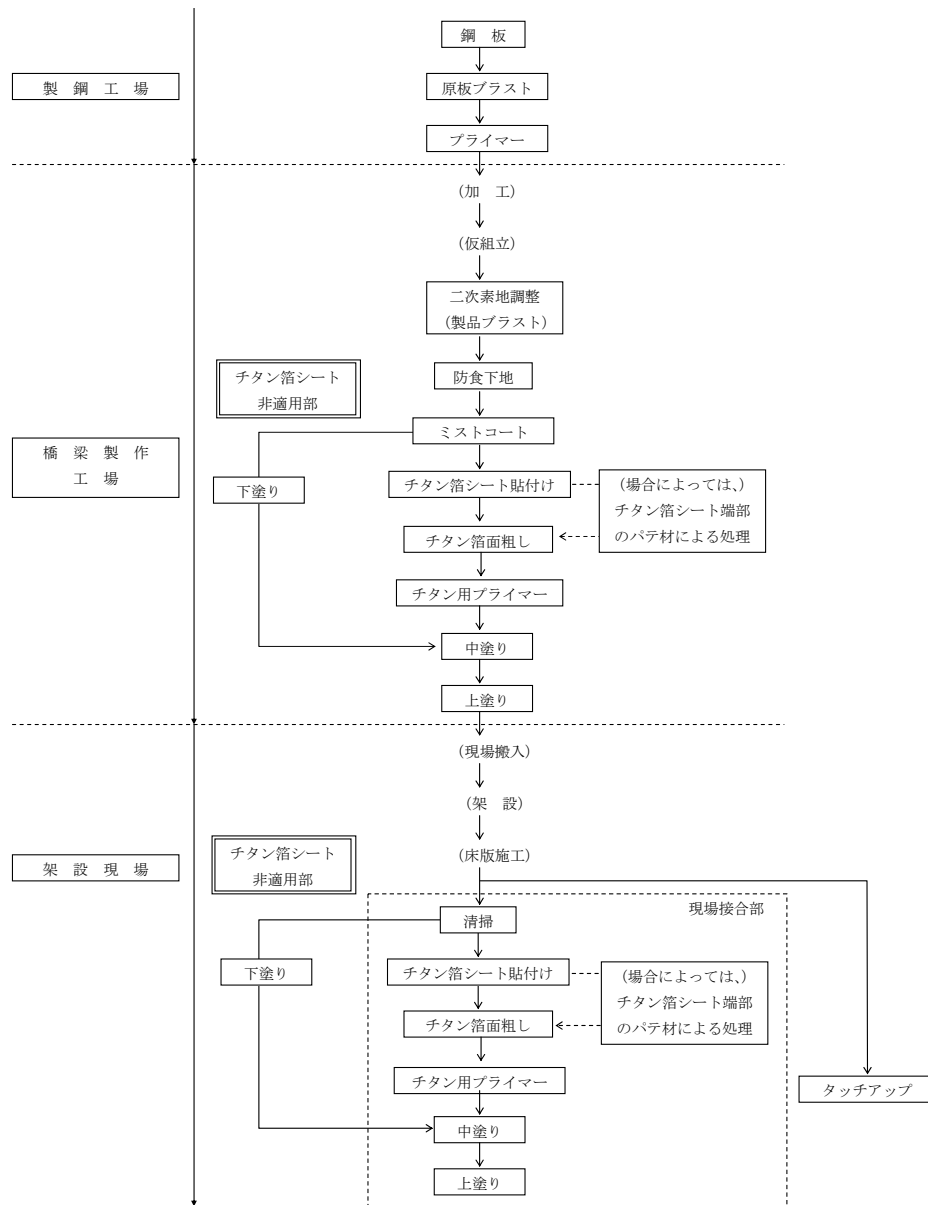 鋼　板
製　鋼　工　場
原板ブラスト
プライマー
（加　工）
（仮組立）
二次素地調整
（製品ブラスト）
チタン箔シート
非適用部
防食下地
ミストコート
橋　梁　製　作
工　場
下塗り
チタン箔シート貼付け
（場合によっては、）
チタン箔シート端部
のパテ材による処理
チタン箔面粗し
チタン用プライマー
中塗り
上塗り
（現場搬入）
（架　設）
架　設　現　場
チタン箔シート
非適用部
（床版施工）
現場接合部
清掃
下塗り
チタン箔シート貼付け
（場合によっては、）
チタン箔シート端部
のパテ材による処理
チタン箔面粗し
チタン用プライマー
タッチアップ
中塗り
上塗り